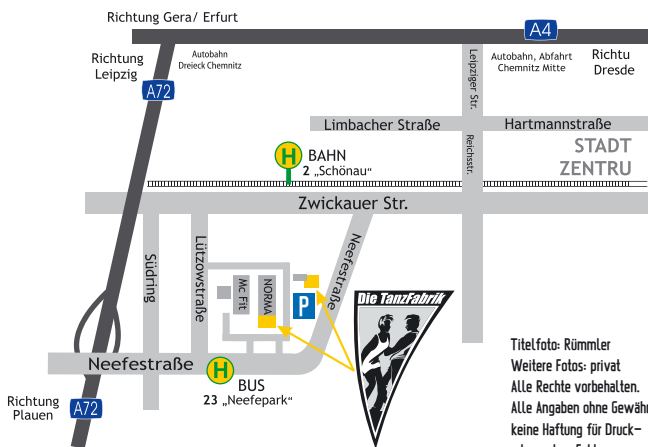 Richtung Gera/ Erfurt
A4
Richtung
Leipzig
Autobahn
Dreieck Chemnitz
A72
Leipziger Str.
Autobahn, Abfahrt
Chemnitz Mitte
Richtu
Dresde
Limbacher Straße
Hartmannstraße
Reichsstr.
STADT
ZENTRU
H
BAHN
2 „Schönau“
Zwickauer Str.
Südring
Lützowstraße
Mc Fit
NORMA
P
Neefestraße
Die TanzFabrik
Neefestraße
H
BUS
23 „Neefepark“
Richtung
Plauen
A72
Titelfoto: Rümmler
Weitere Fotos: privat
Alle Rechte vorbehalten.
Alle Angaben ohne Gewähr
keine Haftung für Druck-